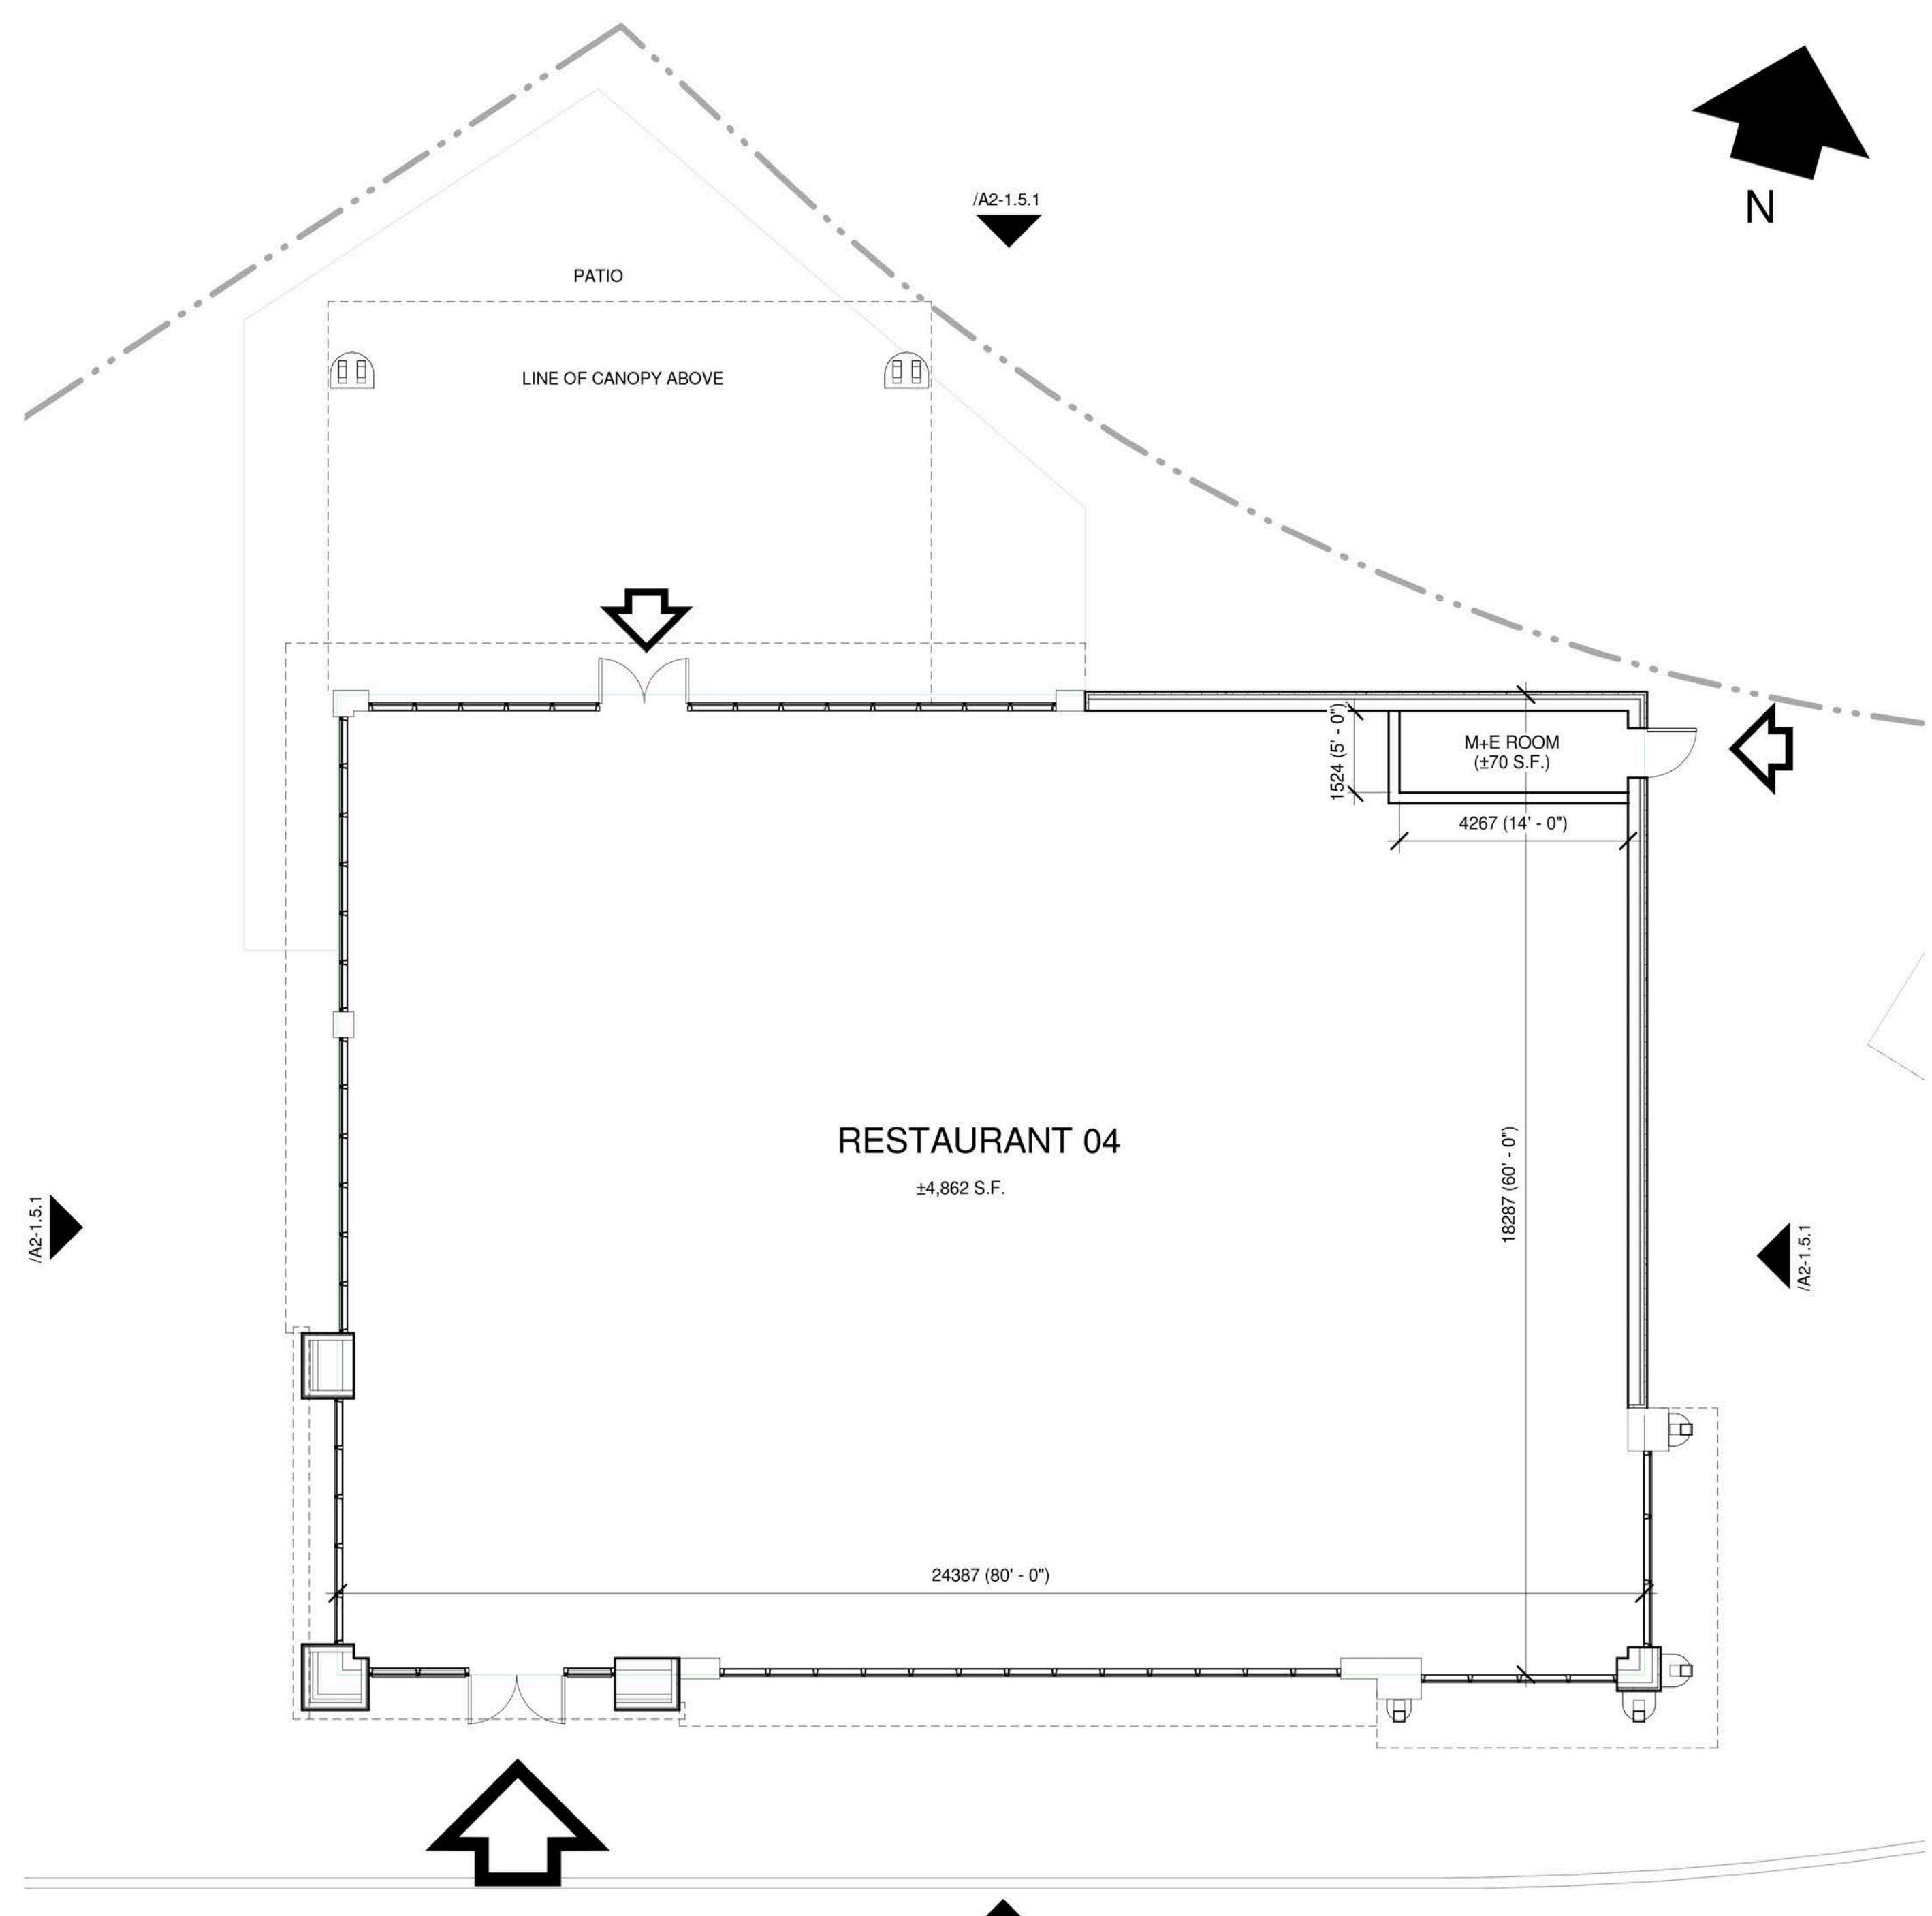 /A2-1.5.1
N
PATIO
LINE OF CANOPY ABOVE
M+E ROOM
(±70 S.F.)
1524 (5' - 0")
4267 (14' - 0")
RESTAURANT 04
±4,862 S.F.
18287 (60' - 0")
/A2-1.5.1
/A2-1.5.1
24387 (80' - 0")